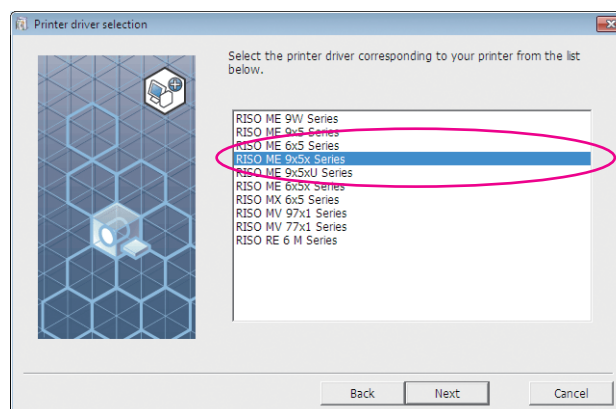 Printer driver selection
Select the printer driver corresponding to your printer from the list
below.
RISO ME 9W Series
RISO ME 9x5 Series
RISO ME 6x5 Series
RISO ME 9x5x Series
RISO ME 9x5xU Series
RISO ME 6x5x Series
RISO MX 6x5 Series
RISO MV 97x1 Series
RISO MV 77x1 Series
RISO RE 6 M Series
Back Next Cancel